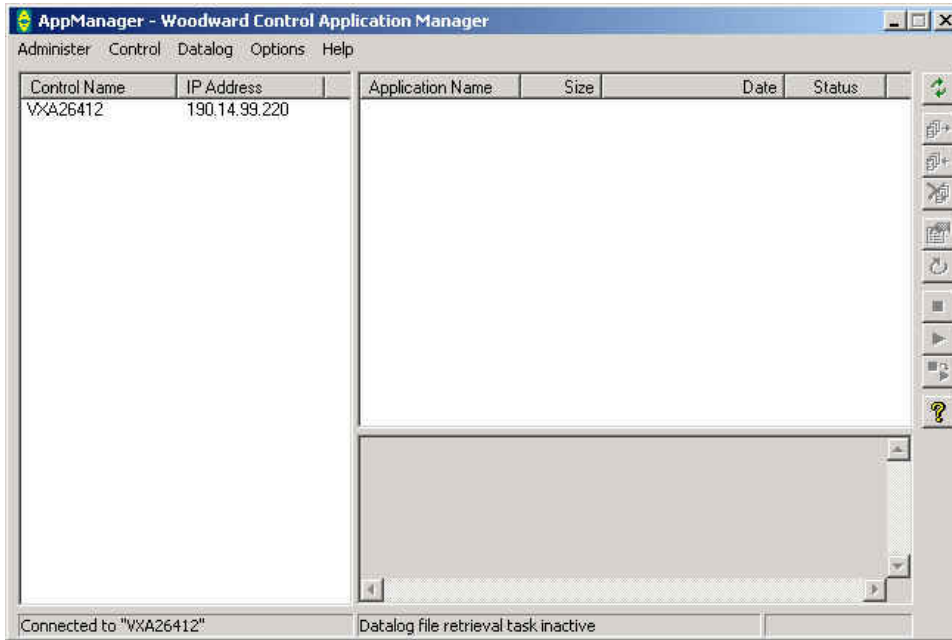 AppManager - Woodward Control Application Manager
Administer Control Datalog Options Help
Control Name IP Address
VXA26412 190.14.99.220
Application Name Size Date Status
Connected to "VXA26412"
Datalog file retrieval task inactive